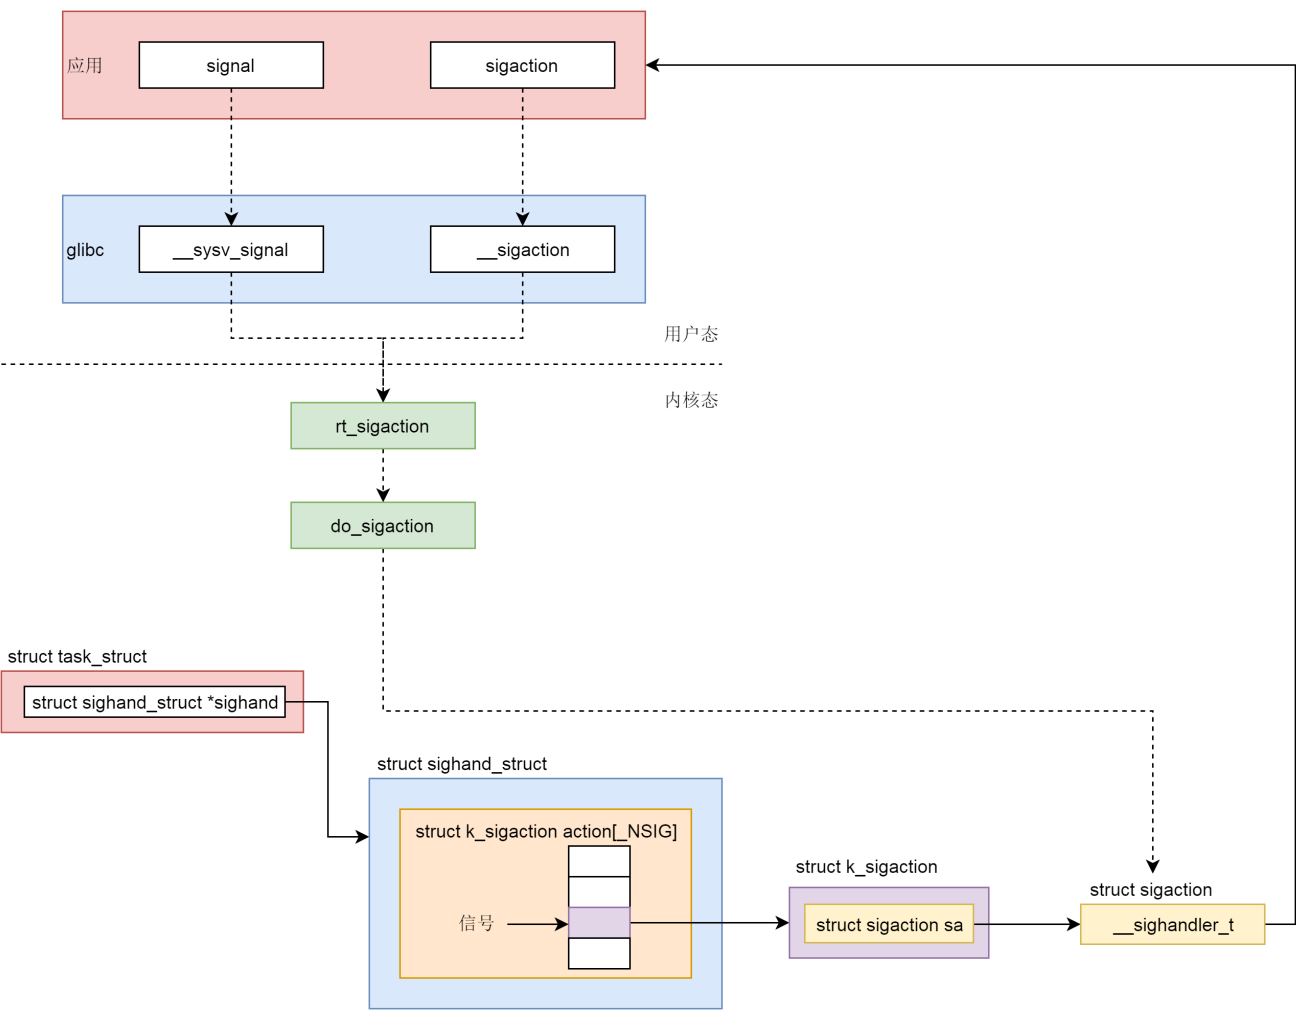 应用
signal
sigaction
glibc
__sysv_signal
__sigaction
用户态
内核态
rt_sigaction
do_sigaction
struct task_struct
struct sighand_struct *sighand
struct sighand_struct
struct k_sigaction action[_NSIG]
信号
struct k_sigaction
struct sigaction sa
struct sigaction
__sighandler_t